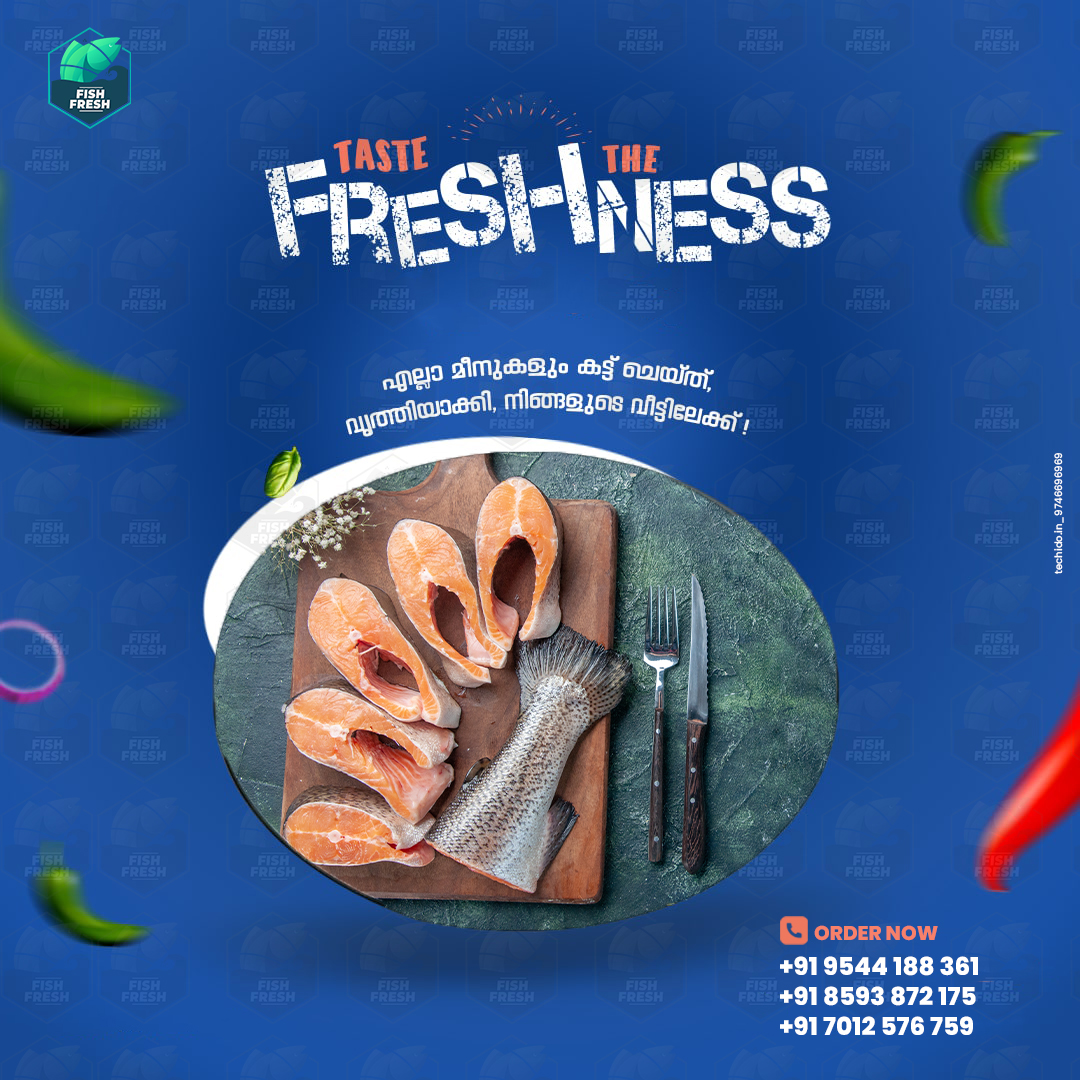 FISH
FRESH
TASTE THE
FRESHNESS
എല്ലാ മീനുകളും കട്ട് ചെയ്ത്,
വൃത്തിയാക്കി, നിങ്ങളുടെ വീട്ടിലേക്ക് !
techido.in_9746696969
ORDER NOW
+91 9544 188 361
+91 8593 872 175
+91 7012 576 759